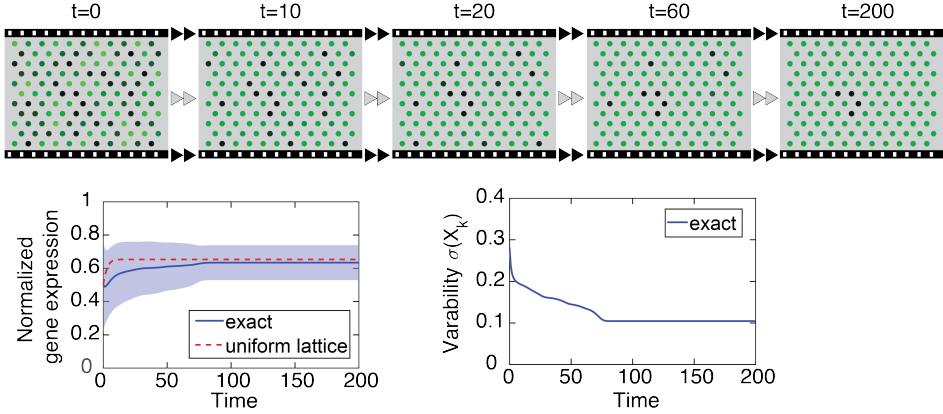 t=0 t=10 t=20 t=60 t=200
1
0.8
0.6
0.4
0.2
0
0 50 100 150 200
Time
Normalized
gene expression
exact
uniform lattice
0.4
0.3
0.2
0.1
0
0 50 100 150 200
Time
Varability σ(Xk)
exact